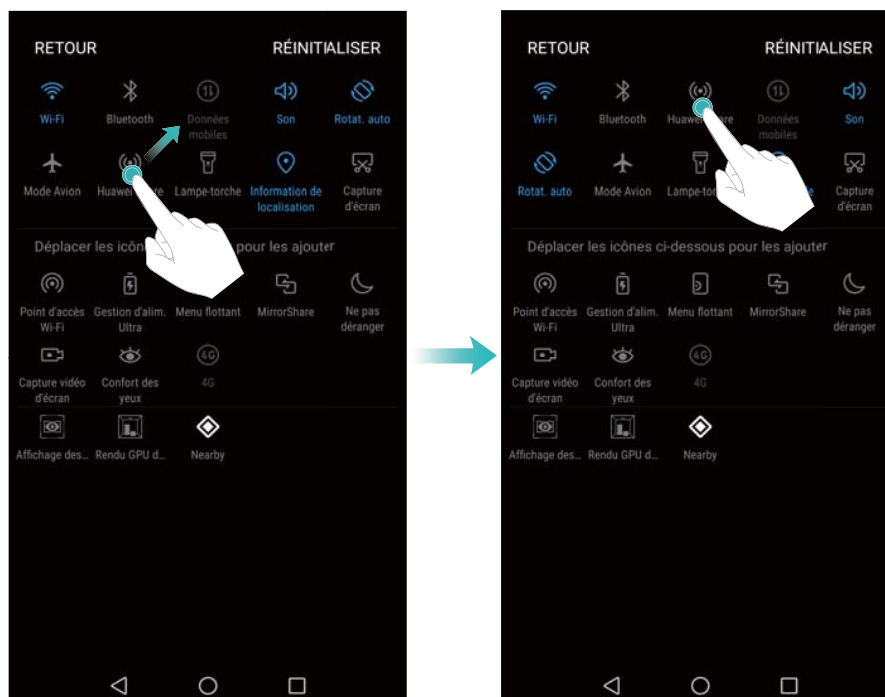 RETOUR RÉINITIALISER
Wi-Fi Bluetooth Données Son Rotat. auto
mobiles
Mode Avion Huawei Lampe-torche Information de Capture
localisation d'écran
Déplacer les pour les ajouter
Point d'accès Gestion d'alim. Menu flottant MirrorShare Ne pas
Wi-Fi Ultra déranger
4G
Capture vidéo Confort des 4G
d'écran yeux
Affichage des... Rendu GPU d... Nearby
RETOUR RÉINITIALISER
Wi-Fi Bluetooth Huawei Données Son
mobiles
Rotat. auto Mode Avion Capture
d'écran
Déplacer les icônes ci-dessous pour les ajouter
Point d'accès Gestion d'alim. Menu flottant MirrorShare Ne pas
Wi-Fi Ultra déranger
4G
Capture vidéo Confort des 4G
d'écran yeux
Affichage des... Rendu GPU d... Nearby